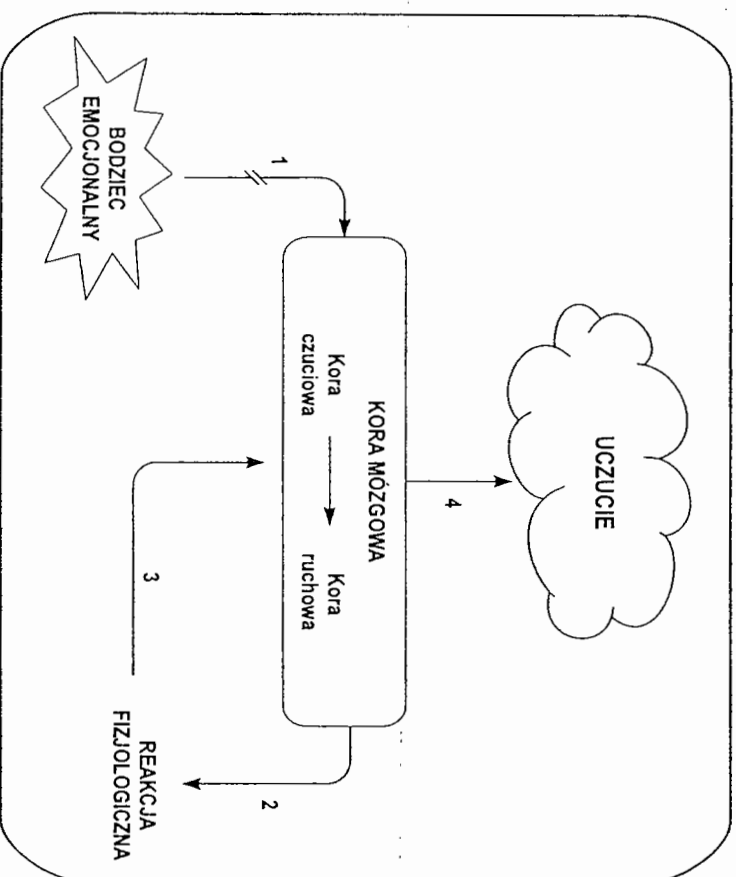 UCZUCIE
4
KORA MÓZGOWA
Kora
czuciowa
Kora
ruchowa
1
2
3
BODZIEC
EMOCJONALNY
REAKCJA
FIZJOLOGICZNA